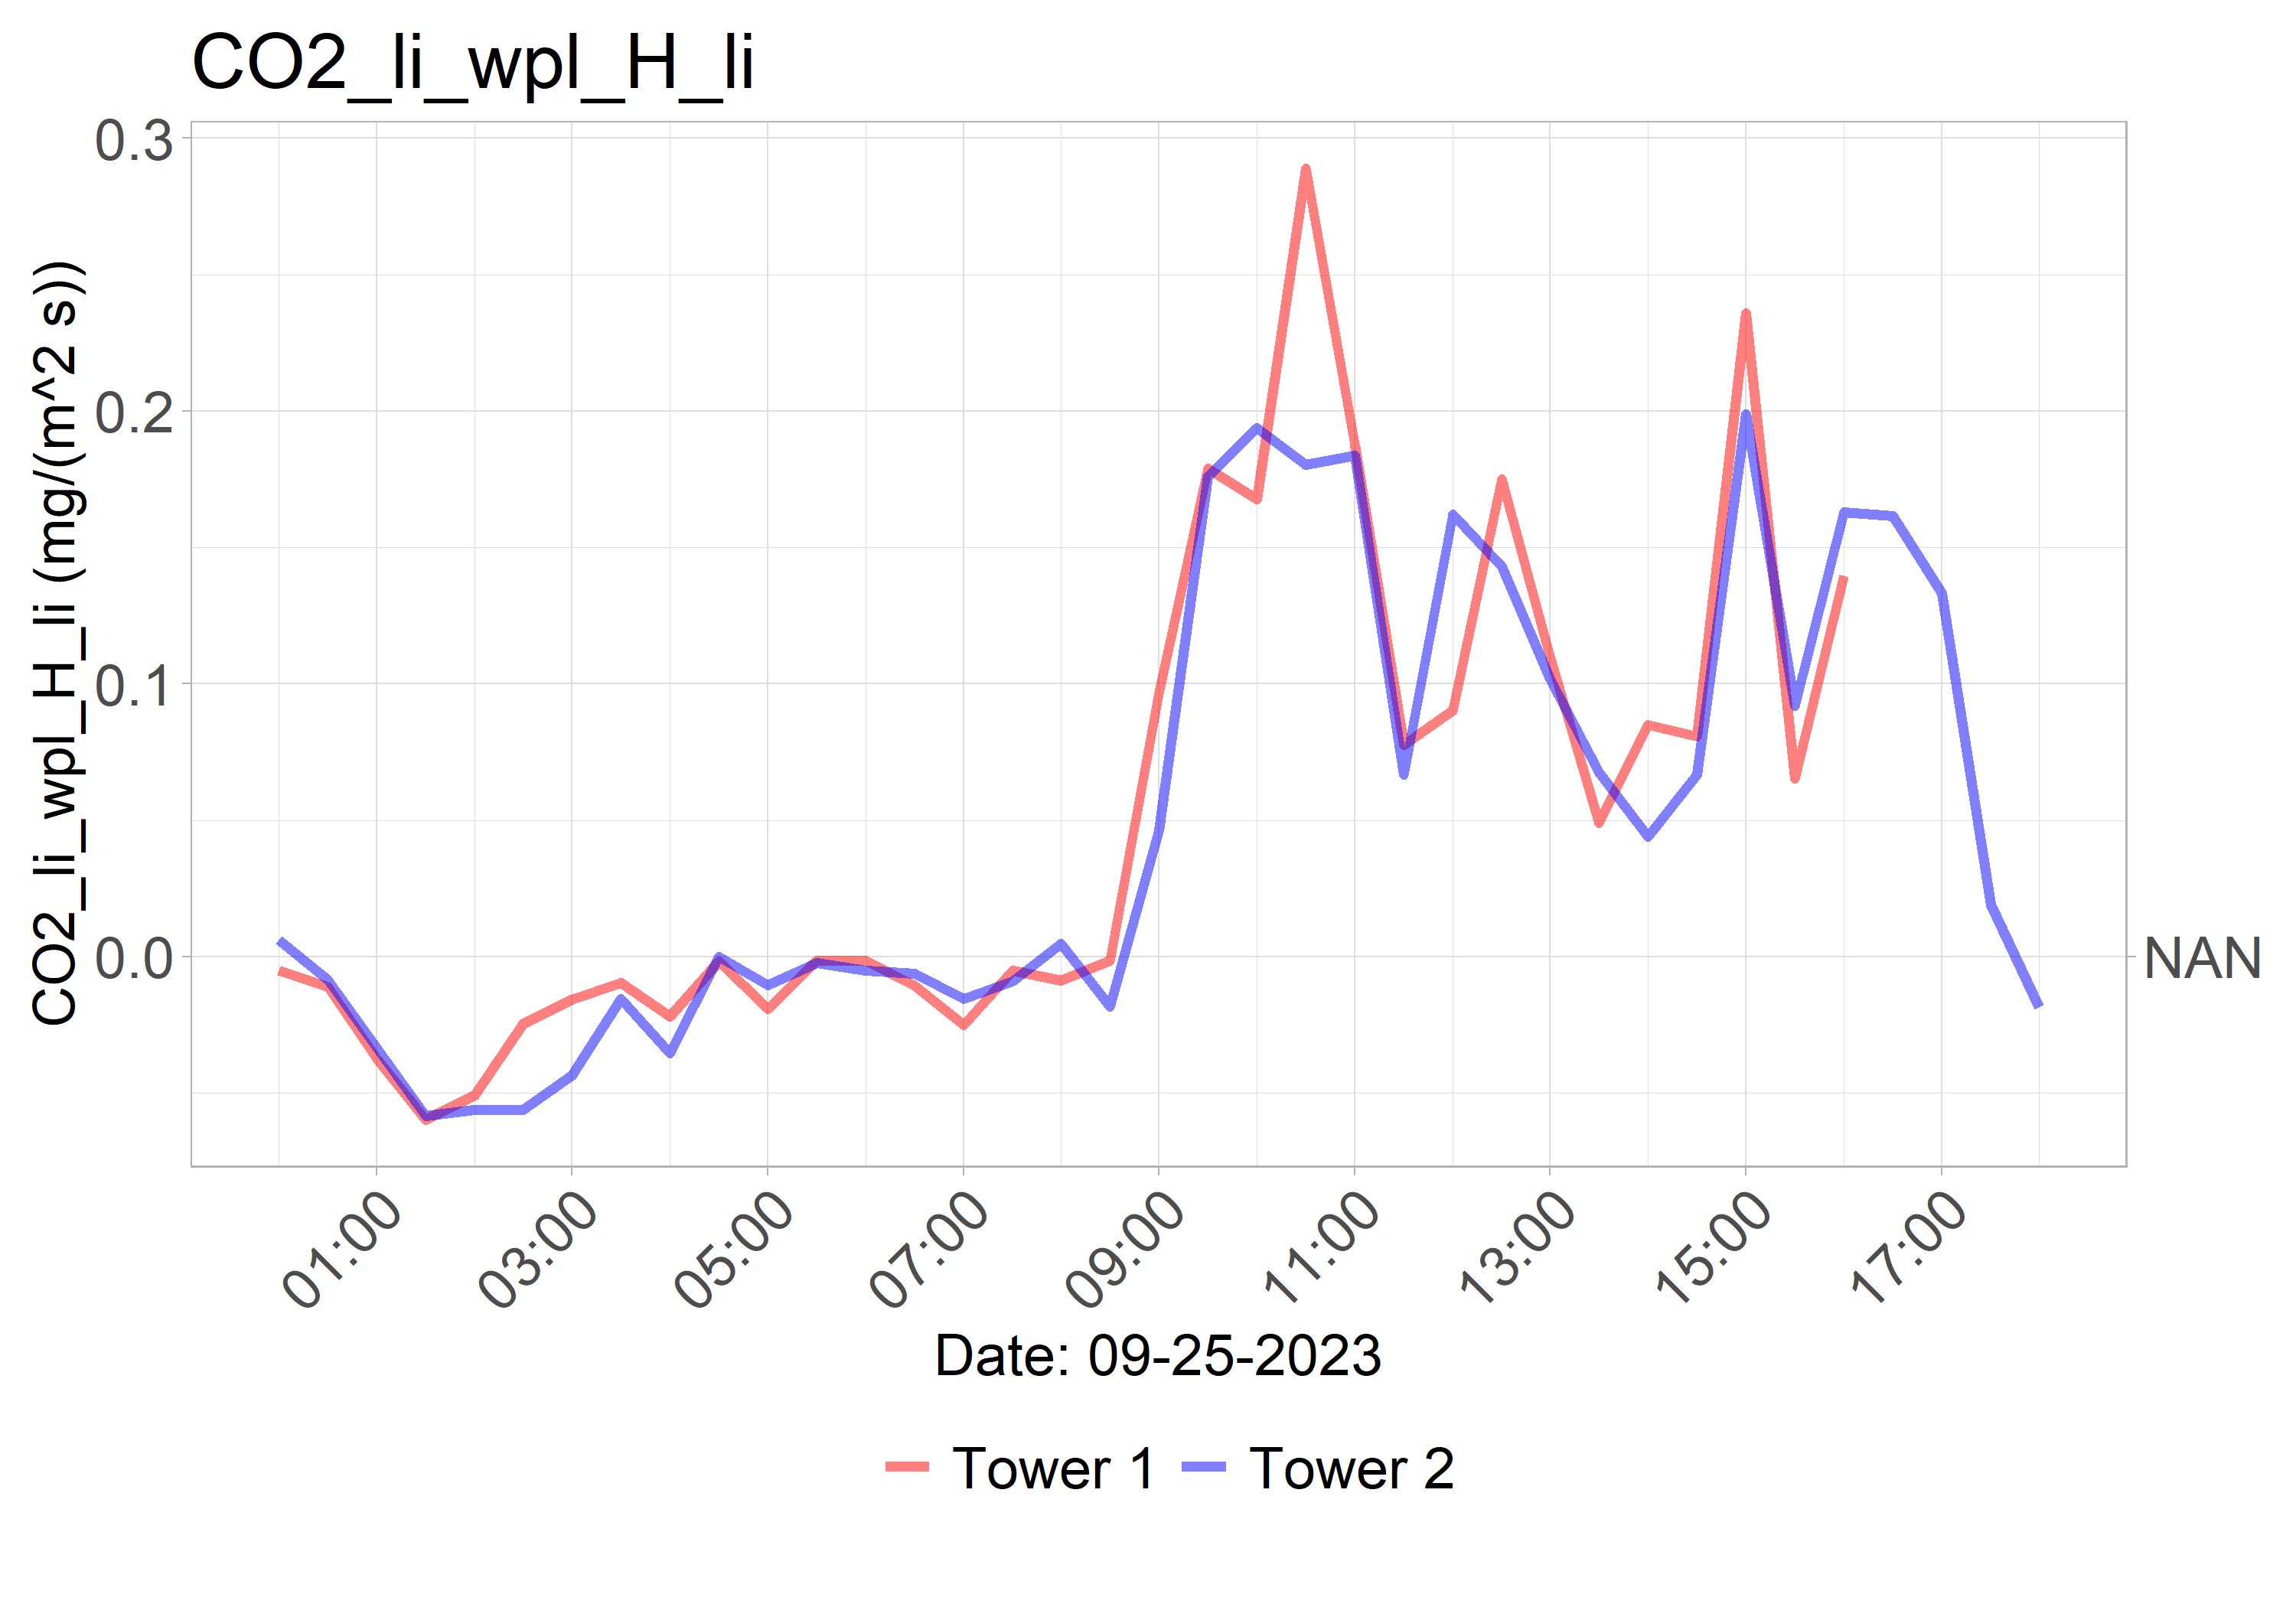 CO2_li_wpl_H_li
CO2_li_wpl_H_li (mg/(m^2 s))
0.3
0.2
0.1
0.0
NAN
01:00
03:00
05:00
07:00
09:00
11:00
13:00
15:00
17:00
Date: 09-25-2023
Tower 1
Tower 2